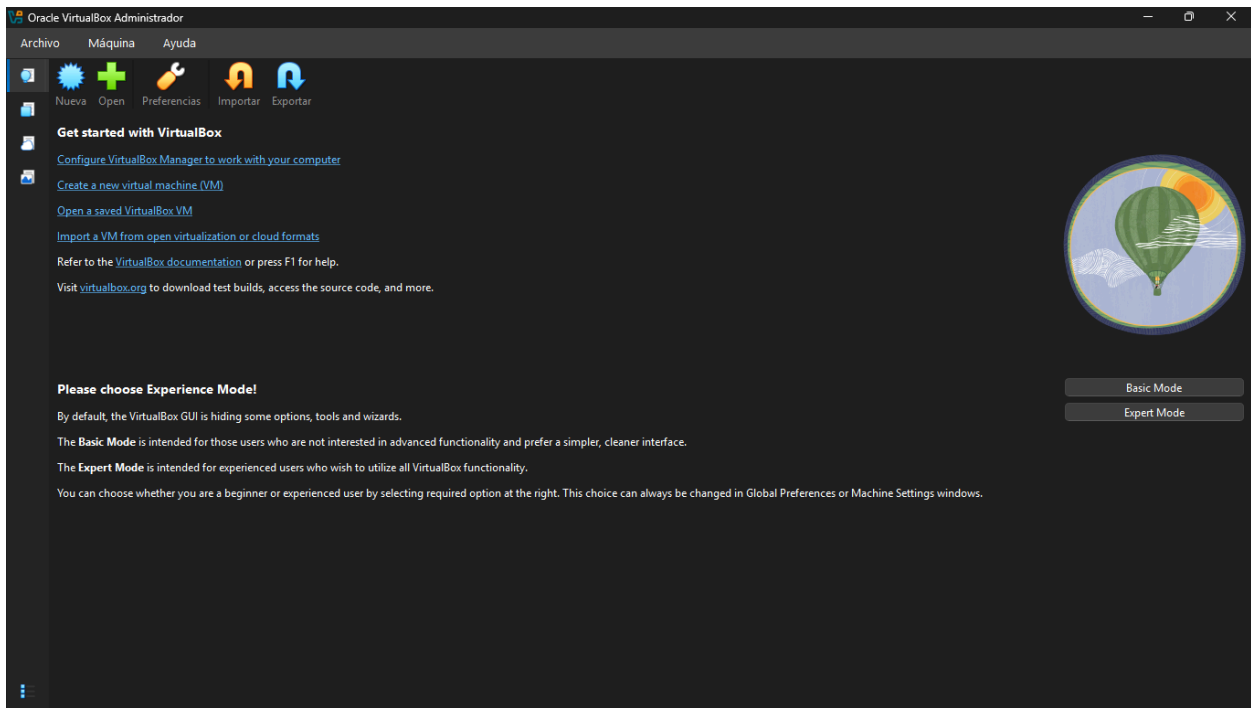 Oracle VirtualBox Administrador
Archivo Máquina Ayuda
Nueva Open Preferencias Importar Exportar
Get started with VirtualBox
Configure VirtualBox Manager to work with your computer
Create a new virtual machine (VM)
Open a saved VirtualBox VM
Import a VM from open virtualization or cloud formats
Refer to the VirtualBox documentation or press F1 for help.
Visit virtualbox.org to download test builds, access the source code, and more.
Please choose Experience Mode!
Basic Mode
By default, the VirtualBox GUI is hiding some options, tools and wizards.
Expert Mode
The Basic Mode is intended for those users who are not interested in advanced functionality and prefer a simpler, cleaner interface.
The Expert Mode is intended for experienced users who wish to utilize all VirtualBox functionality.
You can choose whether you are a beginner or experienced user by selecting required option at the right. This choice can always be changed in Global Preferences or Machine Settings windows.